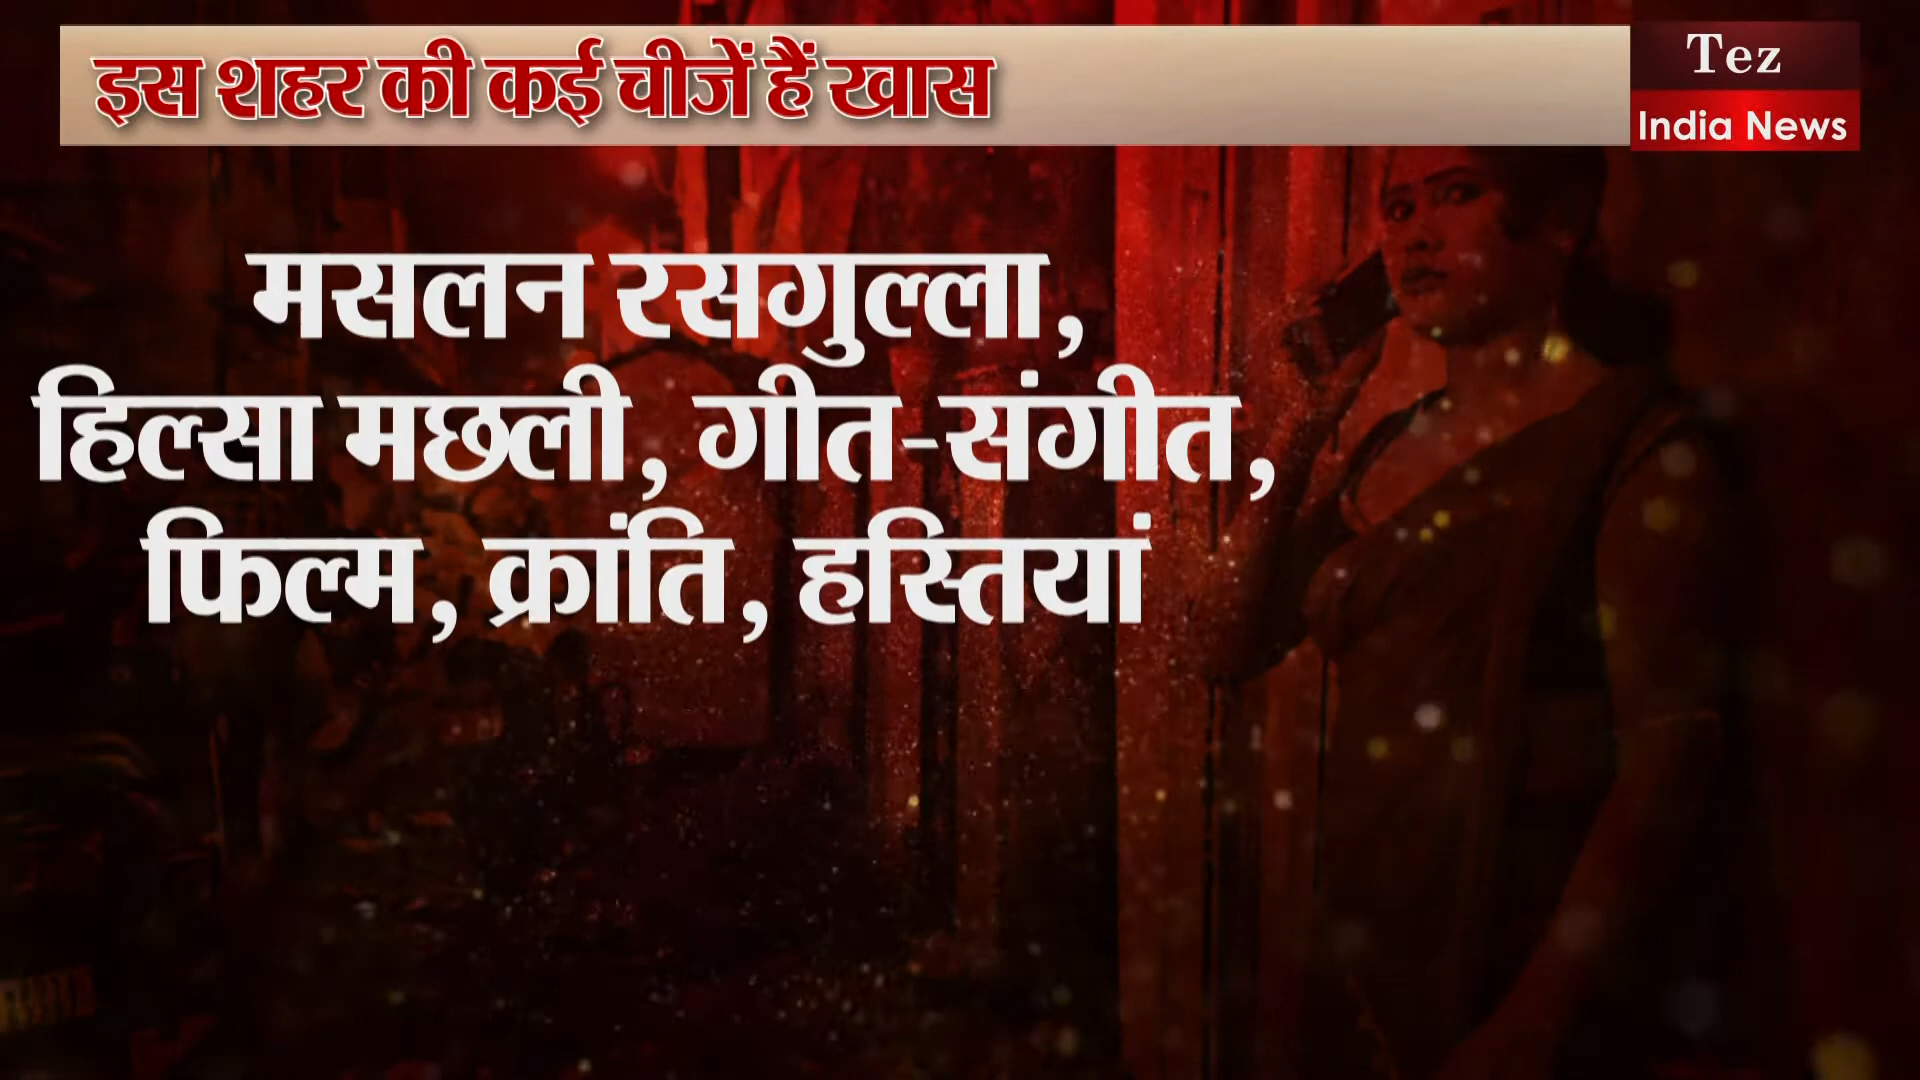 इस शहर की कई चीजें हैं खास
Tez
India News
मसलन रसगुल्ला,
हिल्सा मछली, गीत-संगीत,
फिल्म, क्रांति, हस्तियां